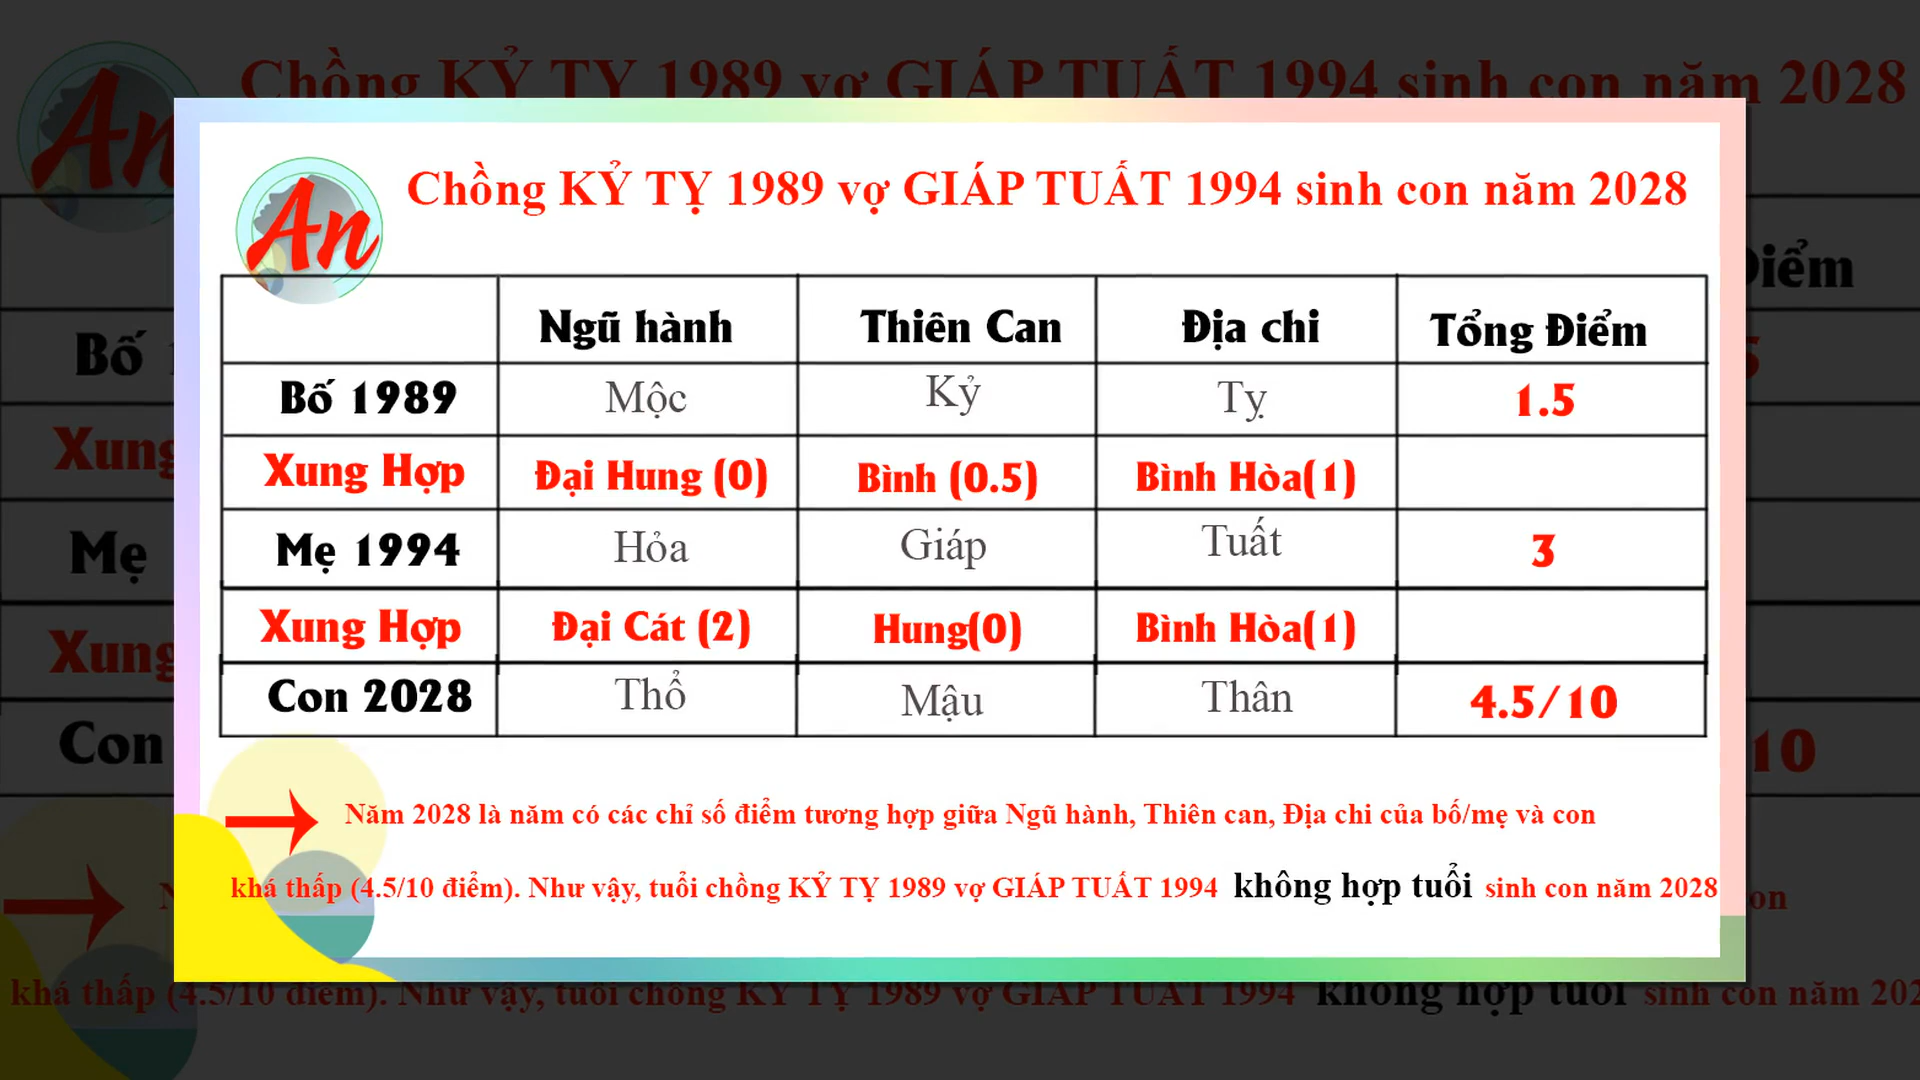 Chồng KỶ TỴ 1989 vợ GIÁP TUẤT 1994 sinh con năm 2028
An
Ngũ hành Thiên Can Địa chi Tổng Điểm
Bố 1989 Mộc Kỷ Tỵ 1.5
Xung Hợp Đại Hung (0) Bình (0.5) Bình Hòa(1)
Mẹ 1994 Hỏa Giáp Tuất 3
Xung Hợp Đại Cát (2) Hung(0) Bình Hòa(1)
Con 2028 Thổ Mậu Thân 4.5/10
Năm 2028 là năm có các chỉ số điểm tương hợp giữa Ngũ hành, Thiên can, Địa chi của bố/mẹ và con
khá thấp (4.5/10 điểm). Như vậy, tuổi chồng KỶ TỴ 1989 vợ GIÁP TUẤT 1994 không hợp tuổi sinh con năm 2028